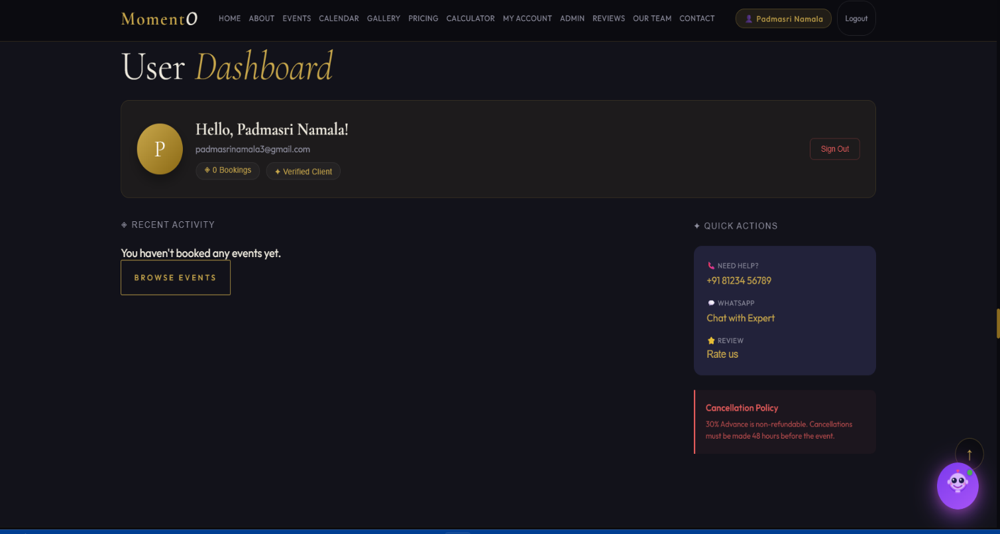 MomentO
HOME ABOUT EVENTS CALENDAR GALLERY PRICING CALCULATOR MY ACCOUNT ADMIN REVIEWS OUR TEAM CONTACT
Padmasri Namala
Logout
User Dashboard
P
Hello, Padmasri Namala!
padmasrinamala3@gmail.com
◈ 0 Bookings
✦ Verified Client
Sign Out
◈ RECENT ACTIVITY
You haven't booked any events yet.
BROWSE EVENTS
✦ QUICK ACTIONS
📞 NEED HELP?
+91 81234 56789
💬 WHATSAPP
Chat with Expert
⭐ REVIEW
Rate us
Cancellation Policy
30% Advance is non-refundable. Cancellations
must be made 48 hours before the event.
↑